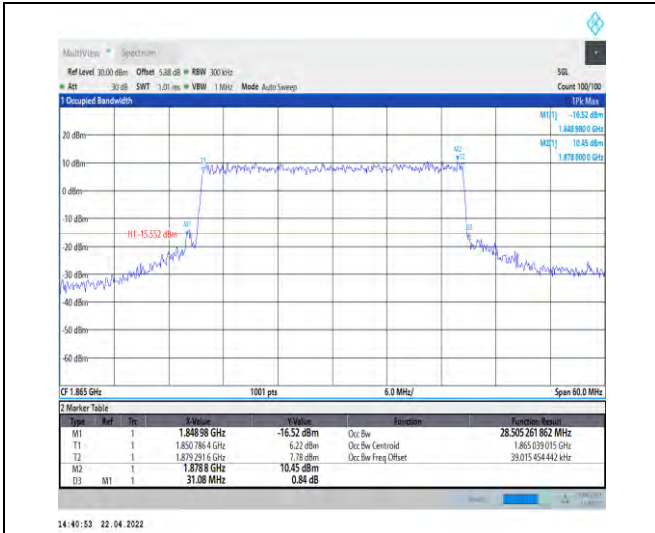 MultiView Spectrum
Ref Level 30.00 dBm Offset 5.88 dB RBW 300 kHz SGL
Att 30 dB SWT 1.01 ms VBW 1 MHz Mode Auto Sweep Count 100/100
1 Occupied Bandwidth 1Pk Max
M1[1] -16.52 dBm
1.848 980 0 GHz
M2[1] 10.45 dBm
1.878 800 0 GHz
20 dBm
M2
T1 T2
10 dBm
0 dBm
-10 dBm
M1 D3
H1 -15.552 dBm
-20 dBm
-30 dBm
-40 dBm
-50 dBm
-60 dBm
CF 1.865 GHz 1001 pts 6.0 MHz/ Span 60.0 MHz
2 Marker Table
Type Ref Trc X-Value Y-Value Function Function Result
M1 1 1.84898 GHz -16.52 dBm Occ Bw 28.505 261 862 MHz
T1 1 1.850 786 4 GHz 6.22 dBm Occ Bw Centroid 1.865 039 015 GHz
T2 1 1.879 291 6 GHz 7.78 dBm Occ Bw Freq Offset 39.015 454 442 kHz
M2 1 1.8788 GHz 10.45 dBm
D3 M1 1 31.08 MHz 0.84 dB
14:40:53 22.04.2022